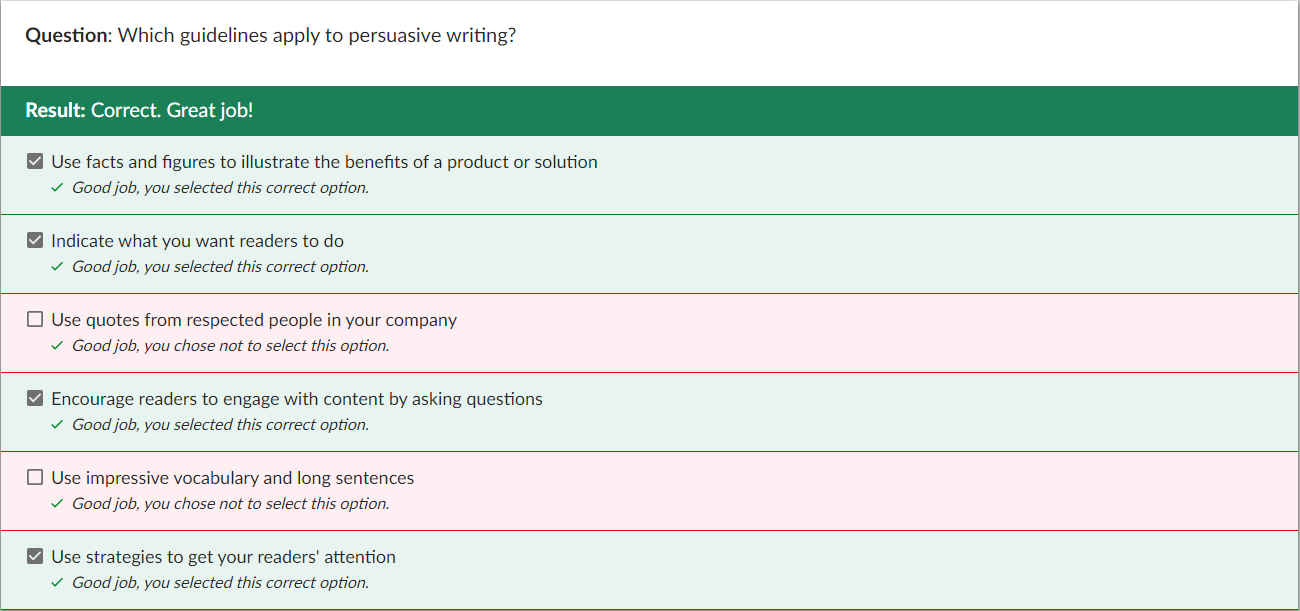 Question: Which guidelines apply to persuasive writing?
Result: Correct. Great job!
Use facts and figures to illustrate the benefits of a product or solution
Good job, you selected this correct option.
Indicate what you want readers to do
Good job, you selected this correct option.
Use quotes from respected people in your company
Good job, you chose not to select this option.
Encourage readers to engage with content by asking questions
Good job, you selected this correct option.
Use impressive vocabulary and long sentences
Good job, you chose not to select this option.
Use strategies to get your readers' attention
Good job, you selected this correct option.